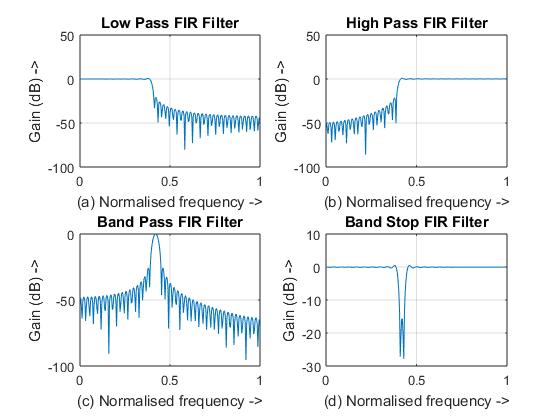 Low Pass FIR Filter
50
0
-50
-100
Gain (dB) ->
0
0.5
1
(a) Normalised frequency ->
High Pass FIR Filter
50
0
-50
-100
Gain (dB) ->
0
0.5
1
(b) Normalised frequency ->
Band Pass FIR Filter
0
-50
-100
Gain (dB) ->
0
0.5
1
(c) Normalised frequency ->
Band Stop FIR Filter
10
0
-10
-20
-30
Gain (dB) ->
0
0.5
1
(d) Normalised frequency ->